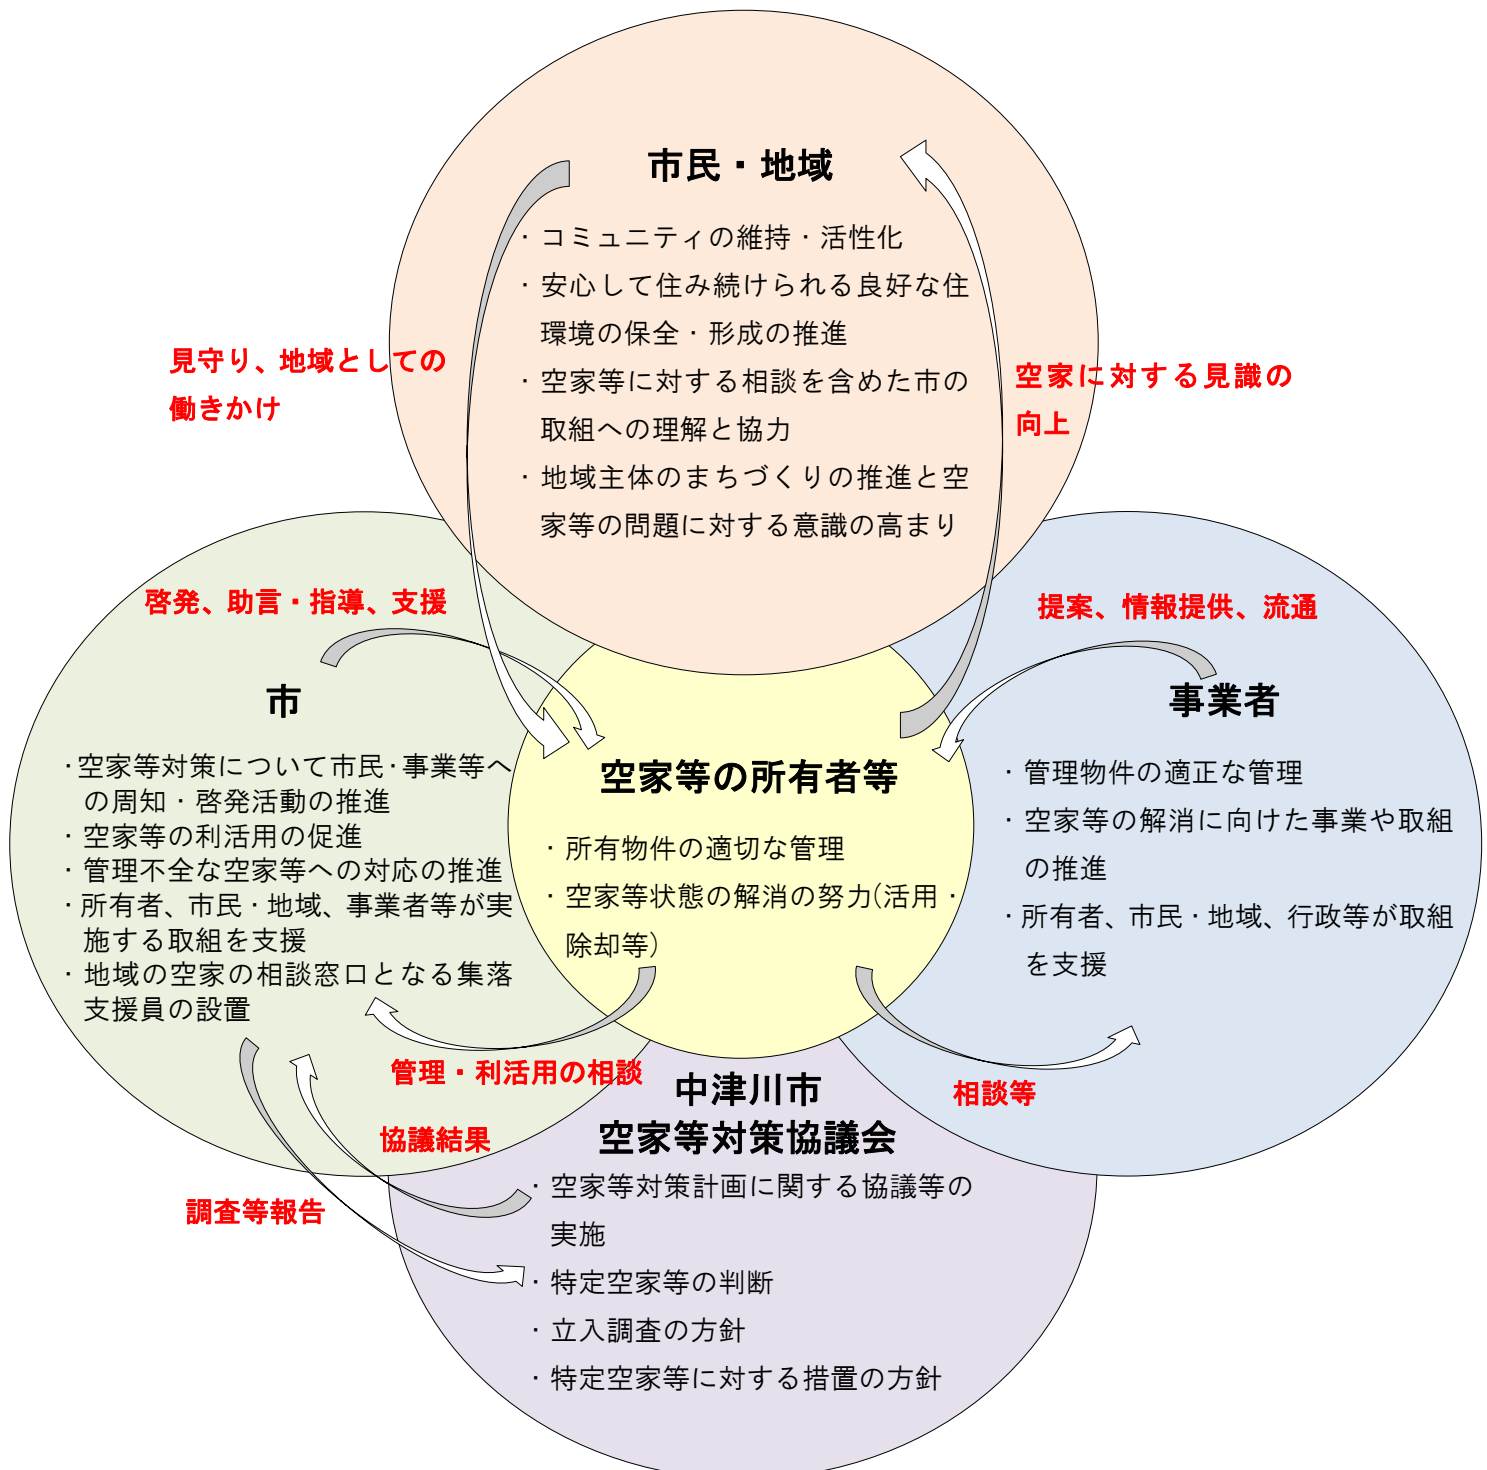 市民・地域
・コミュニティの維持・活性化
・安心して住み続けられる良好な住
環境の保全・形成の推進
・空家等に対する相談を含めた市の
取組への理解と協力
・地域主体のまちづくりの推進と空
家等の問題に対する意識の高まり
見守り、地域としての
働きかけ
空家に対する見識の
向上
啓発、助言・指導、支援
提案、情報提供、流通
市
・空家等対策について市民・事業等へ
の周知・啓発活動の推進
・空家等の利活用の促進
・管理不全な空家等への対応の推進
・所有者、市民・地域、事業者等が実
施する取組を支援
・地域の空家の相談窓口となる集落
支援員の設置
空家等の所有者等
・所有物件の適切な管理
・空家等状態の解消の努力(活用・
除却等)
事業者
・管理物件の適正な管理
・空家等の解消に向けた事業や取組
の推進
・所有者、市民・地域、行政等が取組
を支援
管理・利活用の相談
相談等
協議結果
調査等報告
中津川市
空家等対策協議会
・空家等対策計画に関する協議等の
実施
・特定空家等の判断
・立入調査の方針
・特定空家等に対する措置の方針